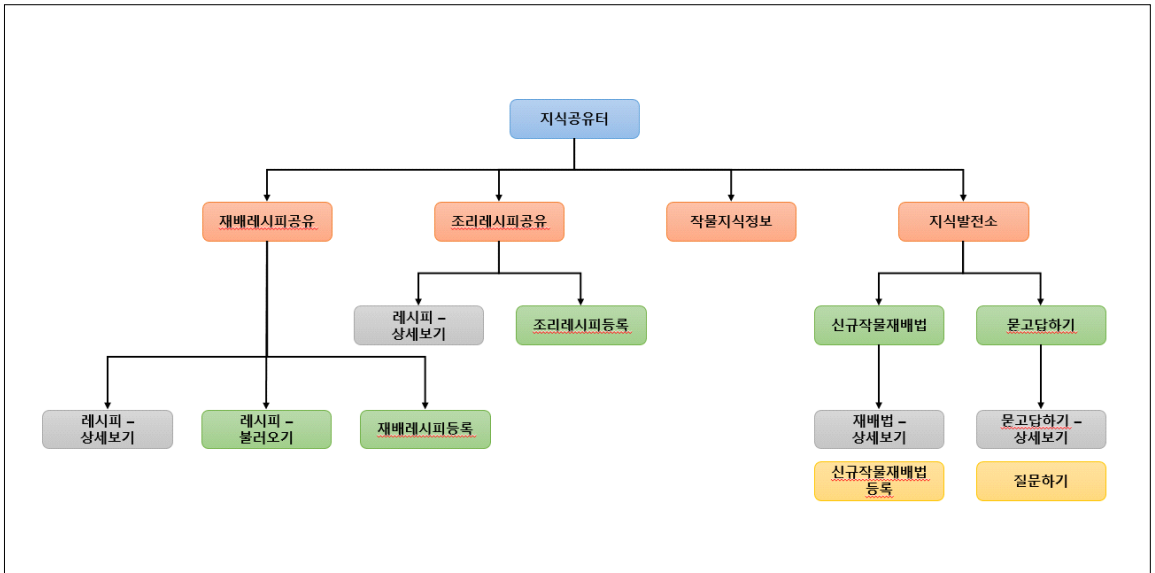 지식공유터
재배레시피공유
조리레시피공유
작물지식정보
지식발전소
레시피 –
상세보기
조리레시피등록
신규작물재배법
묻고답하기
레시피 –
상세보기
레시피 –
불러오기
재배레시피등록
재배법 –
상세보기
묻고답하기 –
상세보기
신규작물재배법
등록
질문하기